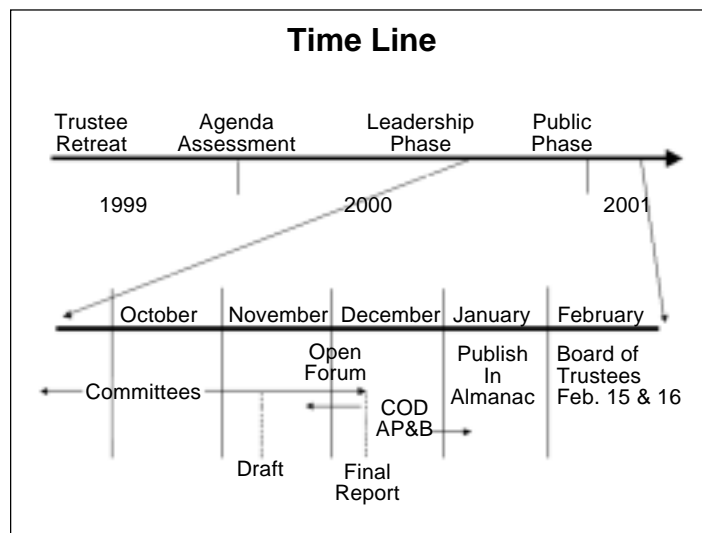 Time Line
Trustee
Retreat
Agenda
Assessment
Leadership
Phase
Public
Phase
1999
2000
2001
October
November
December
January
February
Open
Forum
Publish
In
Almanac
Board of
Trustees
Feb. 15 & 16
Committees
COD
AP&B
Draft
Final
Report